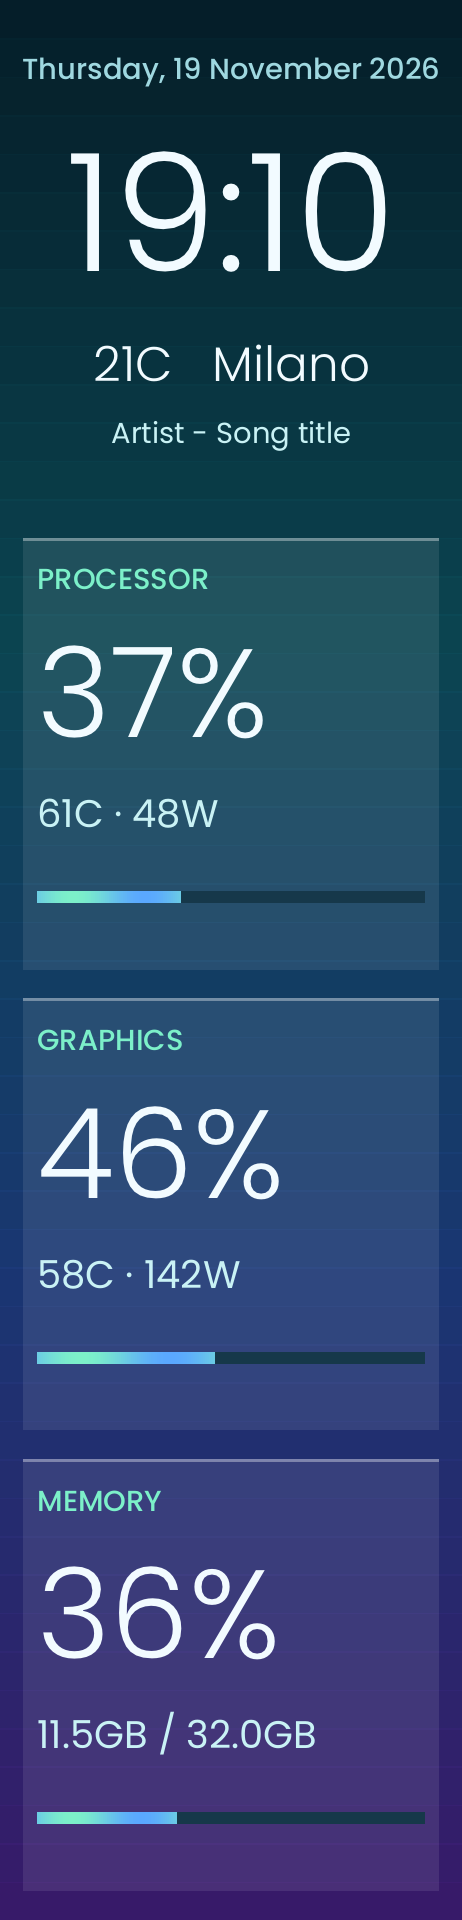 Thursday, 19 November 2026
19:10
21C Milano
Artist - Song title
PROCESSOR
37%
61C · 48W
GRAPHICS
46%
58C · 142W
MEMORY
36%
11.5GB / 32.0GB